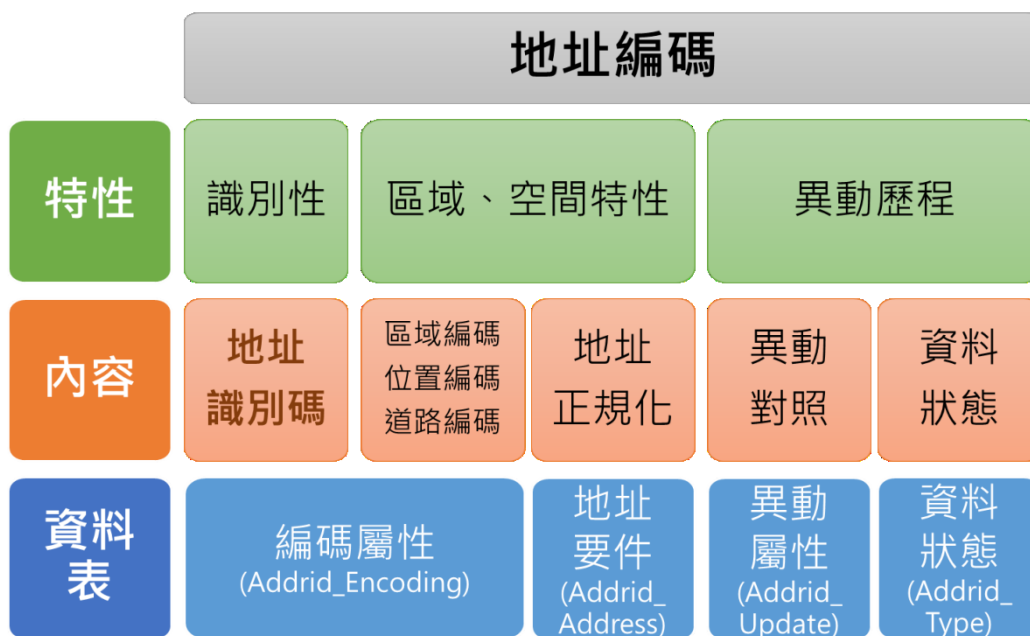 地址編碼
特性
識別性
區域、空間特性
異動歷程
內容
地址
識別碼
區域編碼
位置編碼
道路編碼
地址
正規化
異動
對照
資料
狀態
資料
表
編碼屬性
(Addrid_Encoding)
地址
要件
(Addrid_
Address)
異動
屬性
(Addrid_
Update)
資料
狀態
(Addrid_
Type)